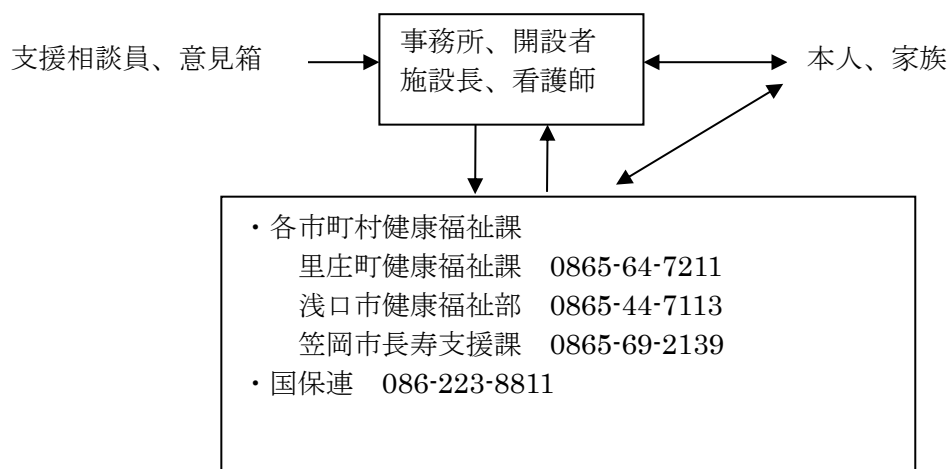 支援相談員、意見箱
事務所、開設者
施設長、看護師
本人、家族
・各市町村健康福祉課
里庄町健康福祉課　0865-64-7211
浅口市健康福祉部　0865-44-7113
笠岡市長寿支援課　0865-69-2139
・国保連　086-223-8811